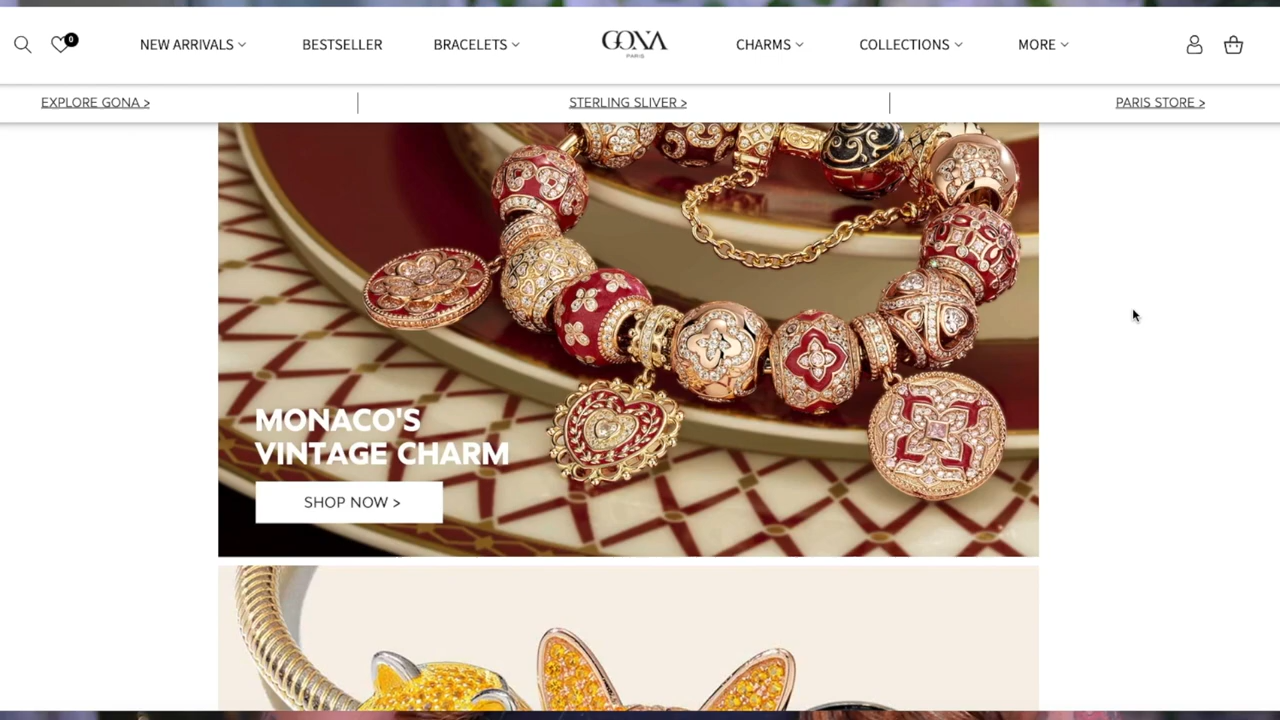 0
NEW ARRIVALS
BESTSELLER
BRACELETS
GONA
PARIS
CHARMS
COLLECTIONS
MORE
EXPLORE GONA >
STERLING SLIVER >
PARIS STORE >
MONACO'S
VINTAGE CHARM
SHOP NOW >